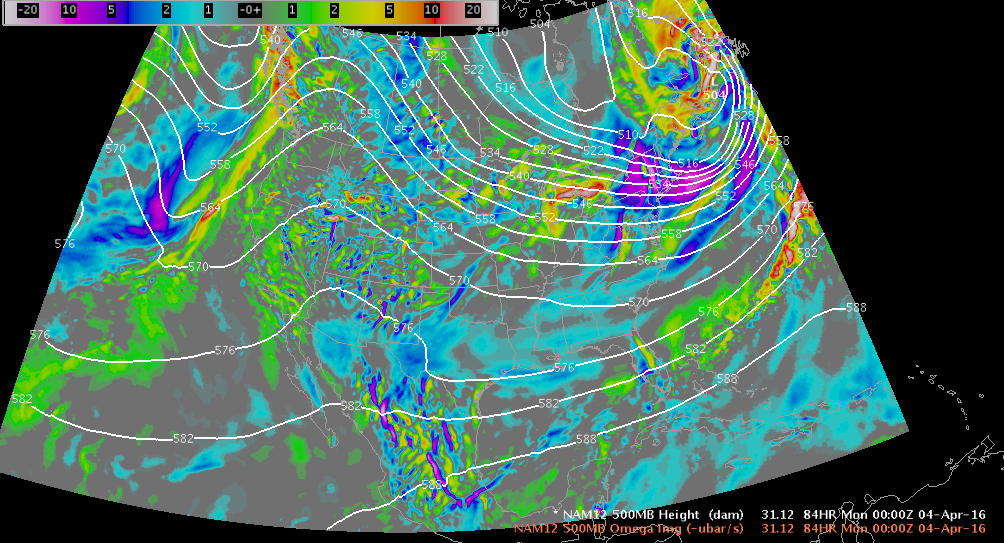 -20 10 5 2 1 -0+ 1 2 5 10 20
540 546 534 510 504 516
528
522
540 516 504
558
552 564 552 546 510 528
570 534 528 522 558
558 540 516 546
564 570 558 552 546 552 564
576 564 558 570
570 570 564 582
576 576 570 576 588
576 582
582 576 588
582 582 582
588
588
NAM12 500MB Height (dam) 31.12 84HR Mon 00:00Z 04-Apr-16
NAM12 500MB Omega Img (-ubar/s) 31.12 84HR Mon 00:00Z 04-Apr-16